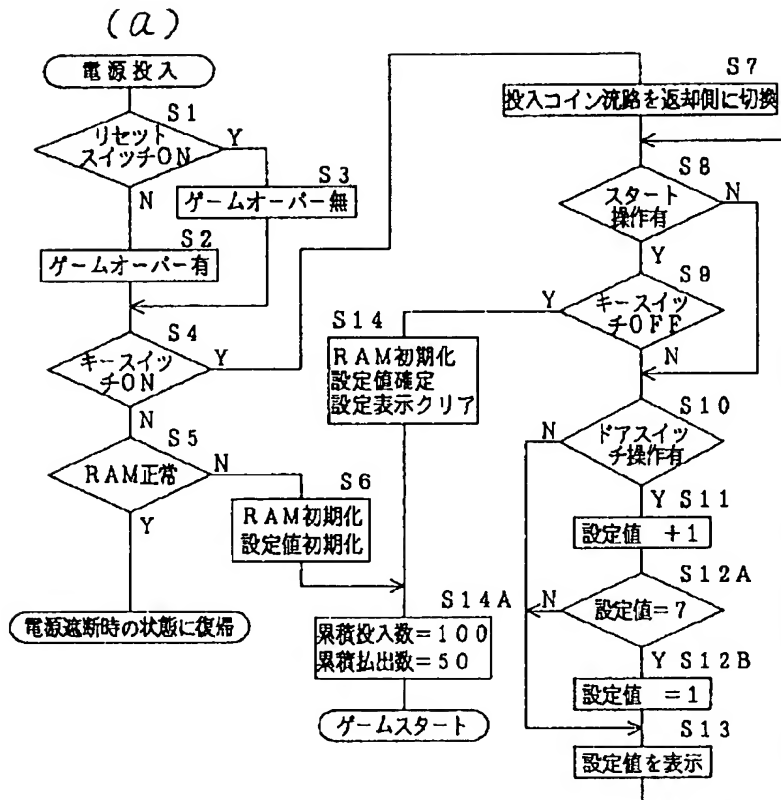 (a)
電源投入
S1
リセット
スイッチON
Y
N
S3
ゲームオーバー無
S2
ゲームオーバー有
S4
キースイッ
チON
Y
N
S5
RAM正常
N
Y
S6
RAM初期化
設定値初期化
電源遮断時の状態に復帰
S14
RAM初期化
設定値確定
設定表示クリア
S14A
累積投入数=100
累積払出数=50
ゲームスタート
S7
投入コイン流路を返却側に切換
S8
スタート
操作有
N
Y
S9
キースイッ
チOFF
Y
N
S10
ドアスイッ
チ操作有
N
Y S11
設定値 +1
S12A
設定値=7
N
Y S12B
設定値 =1
S13
設定値を表示